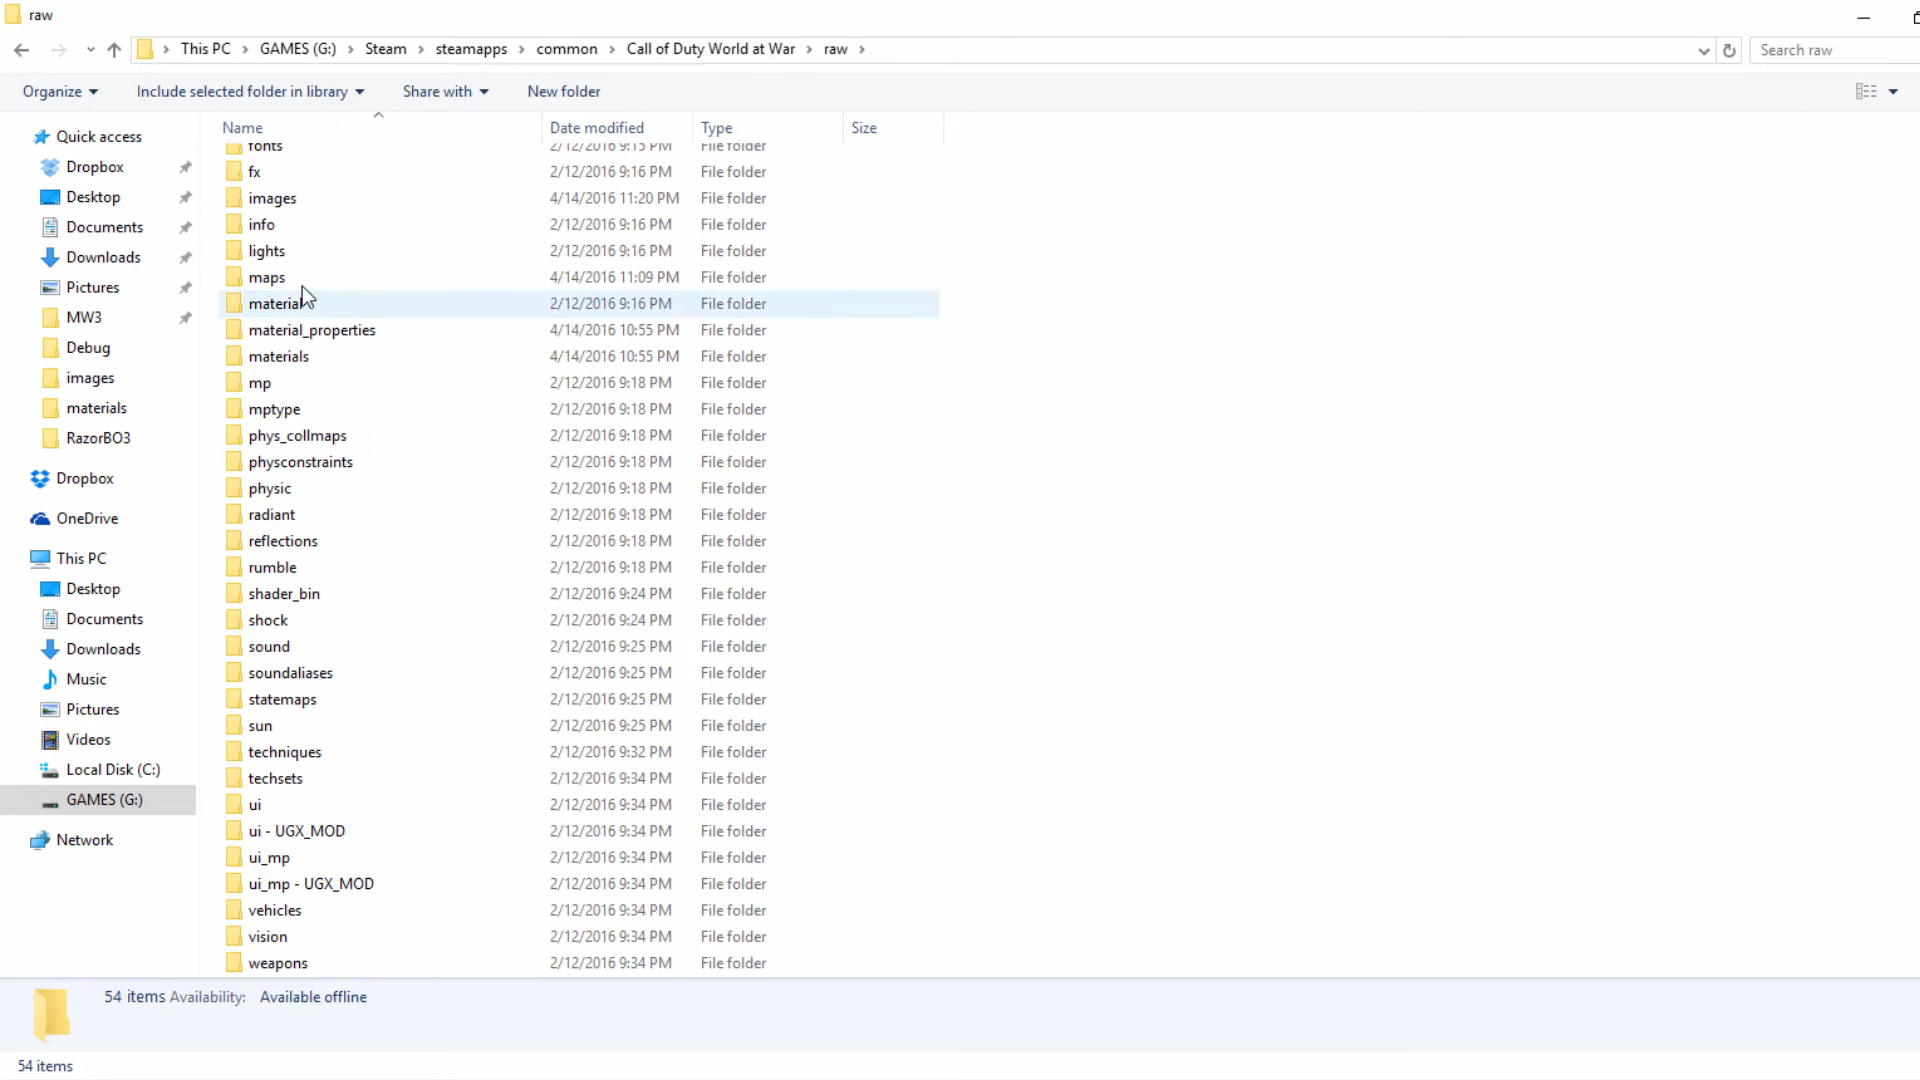 raw
This PC GAMES (G:) Steam steamapps common Call of Duty World at War raw
Search raw
Organize Include selected folder in library Share with New folder
Name Date modified Type Size
Quick access
Dropbox
Desktop
Documents
Downloads
Pictures
MW3
Debug
images
materials
RazorBO3
Dropbox
OneDrive
This PC
Desktop
Documents
Downloads
Music
Pictures
Videos
Local Disk (C:)
GAMES (G:)
Network
fonts 2/12/2016 9:15 PM File folder
fx 2/12/2016 9:16 PM File folder
images 4/14/2016 11:20 PM File folder
info 2/12/2016 9:16 PM File folder
lights 2/12/2016 9:16 PM File folder
maps 4/14/2016 11:09 PM File folder
material 2/12/2016 9:16 PM File folder
material_properties 4/14/2016 10:55 PM File folder
materials 4/14/2016 10:55 PM File folder
mp 2/12/2016 9:18 PM File folder
mptype 2/12/2016 9:18 PM File folder
phys_collmaps 2/12/2016 9:18 PM File folder
physconstraints 2/12/2016 9:18 PM File folder
physic 2/12/2016 9:18 PM File folder
radiant 2/12/2016 9:18 PM File folder
reflections 2/12/2016 9:18 PM File folder
rumble 2/12/2016 9:18 PM File folder
shader_bin 2/12/2016 9:24 PM File folder
shock 2/12/2016 9:24 PM File folder
sound 2/12/2016 9:25 PM File folder
soundaliases 2/12/2016 9:25 PM File folder
statemaps 2/12/2016 9:25 PM File folder
sun 2/12/2016 9:25 PM File folder
techniques 2/12/2016 9:32 PM File folder
techsets 2/12/2016 9:34 PM File folder
ui 2/12/2016 9:34 PM File folder
ui - UGX_MOD 2/12/2016 9:34 PM File folder
ui_mp 2/12/2016 9:34 PM File folder
ui_mp - UGX_MOD 2/12/2016 9:34 PM File folder
vehicles 2/12/2016 9:34 PM File folder
vision 2/12/2016 9:34 PM File folder
weapons 2/12/2016 9:34 PM File folder
54 items Availability: Available offline
54 items